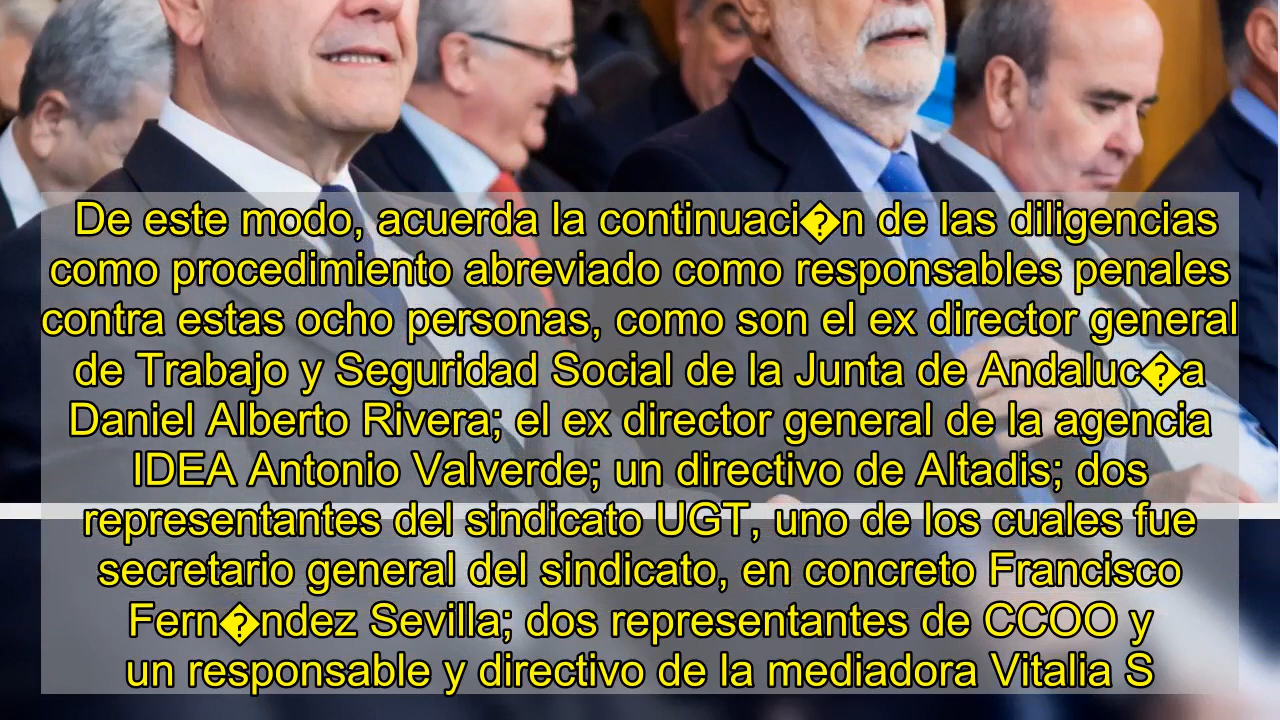 De este modo, acuerda la continuaci�n de las diligencias
como procedimiento abreviado como responsables penales
contra estas ocho personas, como son el ex director general
de Trabajo y Seguridad Social de la Junta de Andaluc�a
Daniel Alberto Rivera; el ex director general de la agencia
IDEA Antonio Valverde; un directivo de Altadis; dos
representantes del sindicato UGT, uno de los cuales fue
secretario general del sindicato, en concreto Francisco
Fern�ndez Sevilla; dos representantes de CCOO y
un responsable y directivo de la mediadora Vitalia S